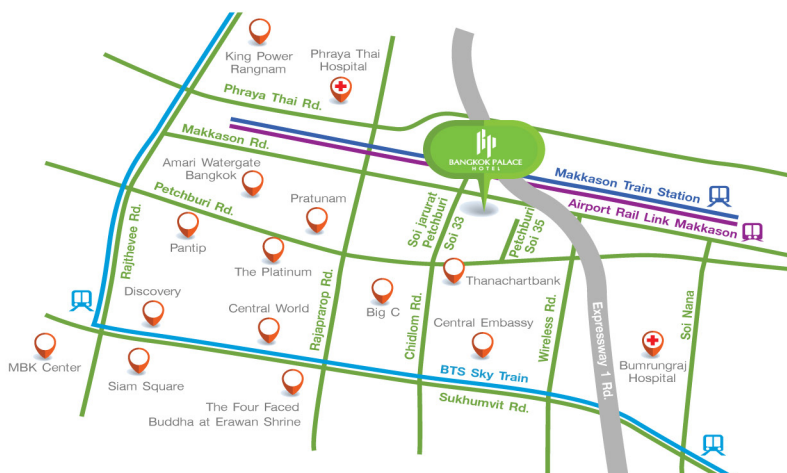 King Power
Rangnam
Phraya Thai
Hospital
Phraya Thai Rd.
Makkason Rd.
BANGKOK PALACE
HOTEL
Makkason Train Station
Airport Rail Link Makkason
Amari Watergate
Bangkok
Petchburi Rd.
Pratunam
Soi jarurat
Petchburi
Soi 33
Petchburi
Soi 35
Rajthevee Rd.
Pantip
The Platinum
Rajaprarop Rd.
Thanachartbank
Discovery
Central World
Big C
Chidlom Rd.
Central Embassy
Wireless Rd.
Expressway 1 Rd.
Soi Nana
Bumrungraj
Hospital
MBK Center
Siam Square
BTS Sky Train
Sukhumvit Rd.
The Four Faced
Buddha at Erawan Shrine